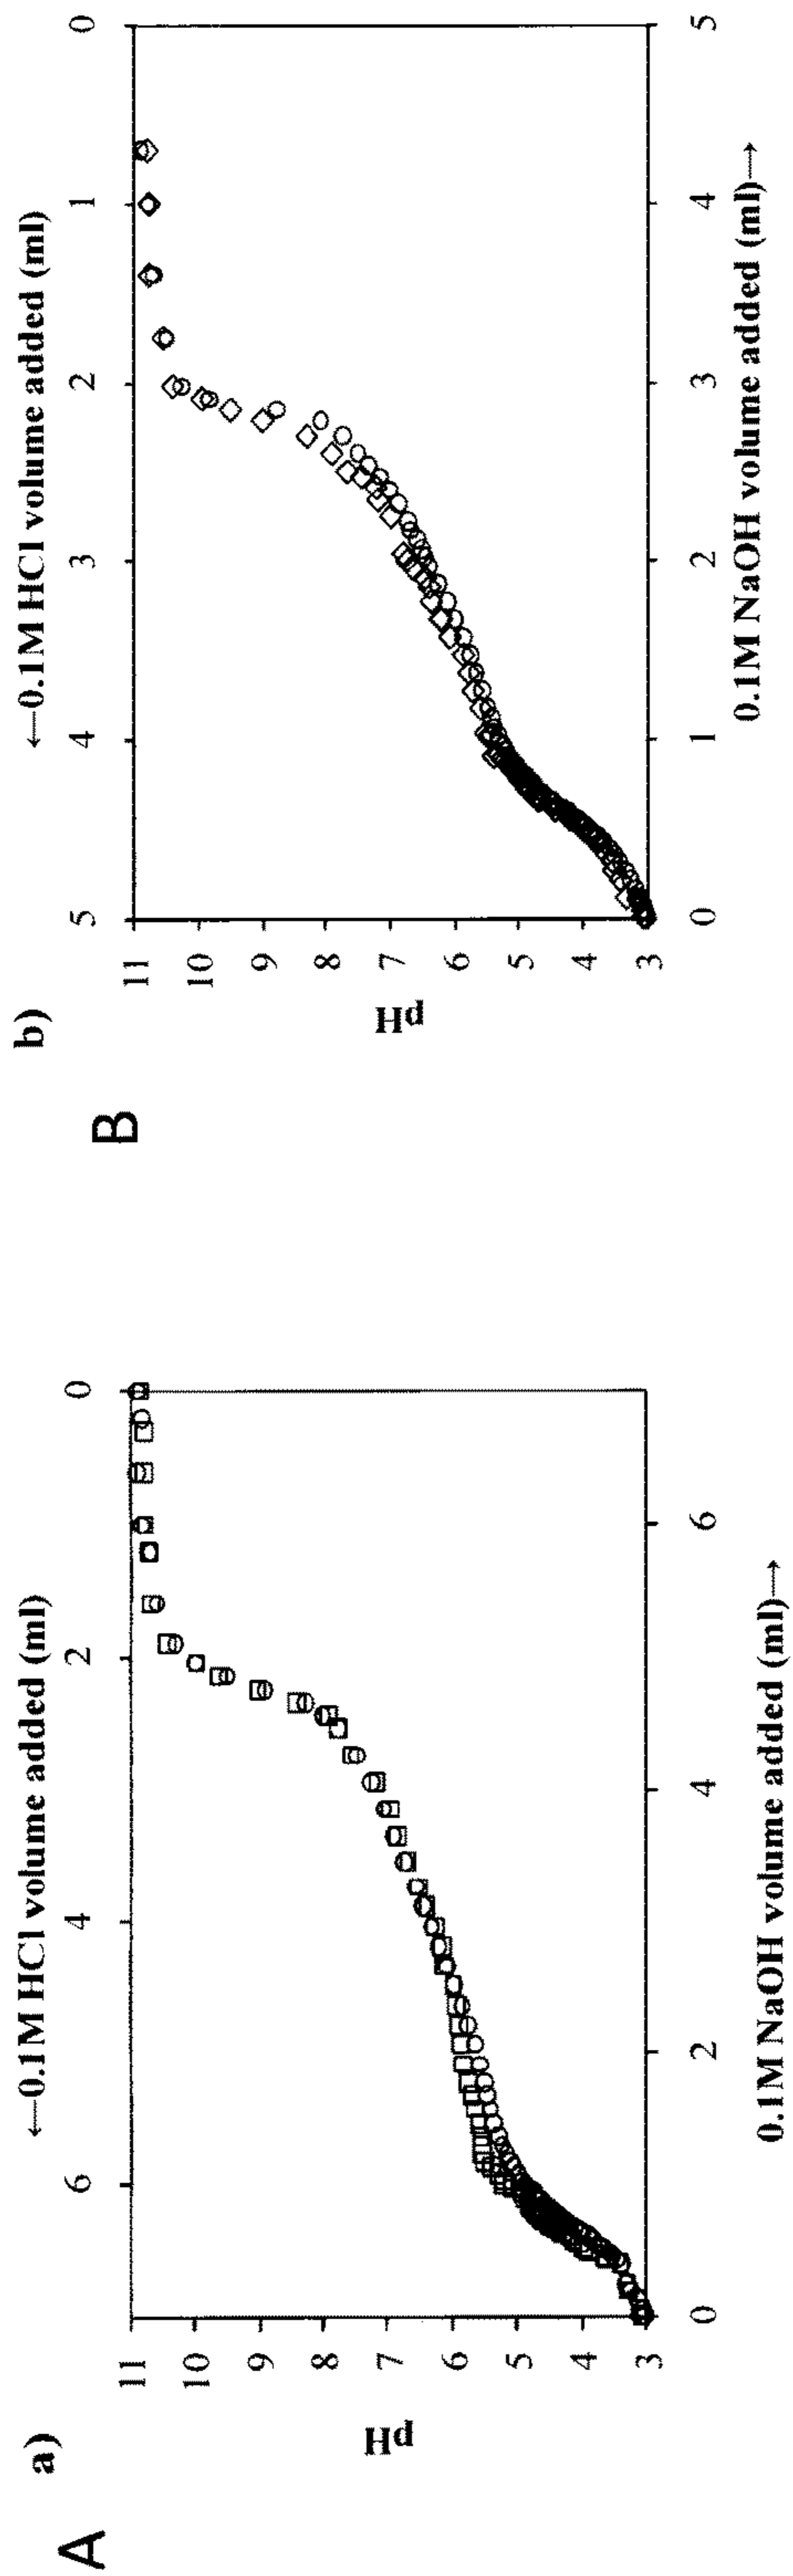 A
a)
←0.1M HCl volume added (ml)
6 4 2 0
11
10
9
8
7
6
5
4
3
pH
0 2 4 6
0.1M NaOH volume added (ml)→
B
b)
←0.1M HCl volume added (ml)
5 4 3 2 1 0
11
10
9
8
7
6
5
4
3
pH
0 1 2 3 4 5
0.1M NaOH volume added (ml)→